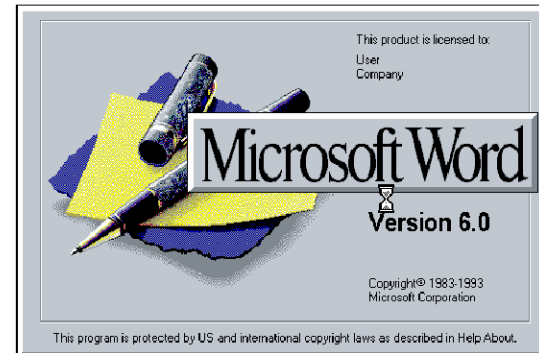 This product is licensed to:
User
Company
Microsoft Word
Version 6.0
Copyright© 1983-1993
Microsoft Corporation
This program is protected by US and international copyright laws as described in Help About.